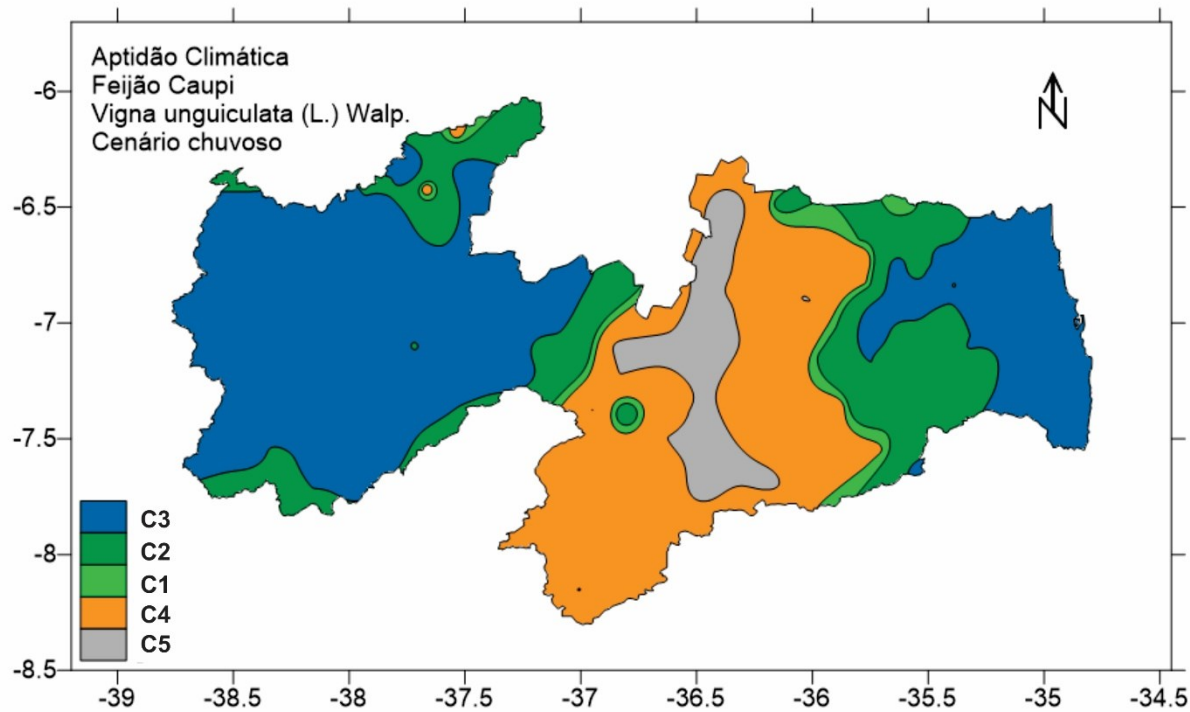 Aptidão Climática
Feijão Caupi
Vigna unguiculata (L.) Walp.
Cenário chuvoso
N
-6
-6.5
-7
-7.5
-8
-8.5
C3
C2
C1
C4
C5
-39 -38.5 -38 -37.5 -37 -36.5 -36 -35.5 -35 -34.5